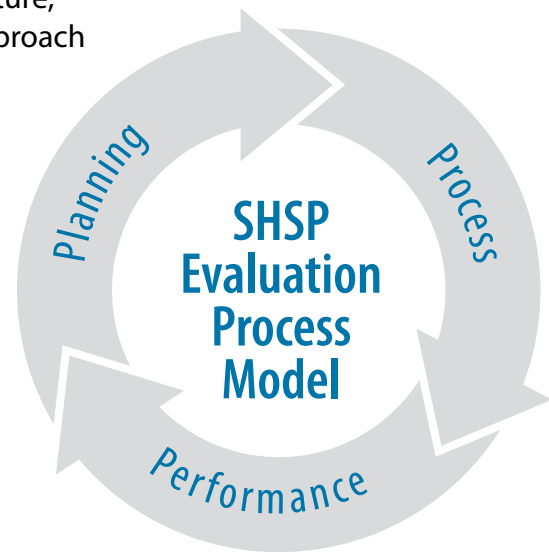 ture,
proach
Planning
Process
SHSP
Evaluation
Process
Model
Performance